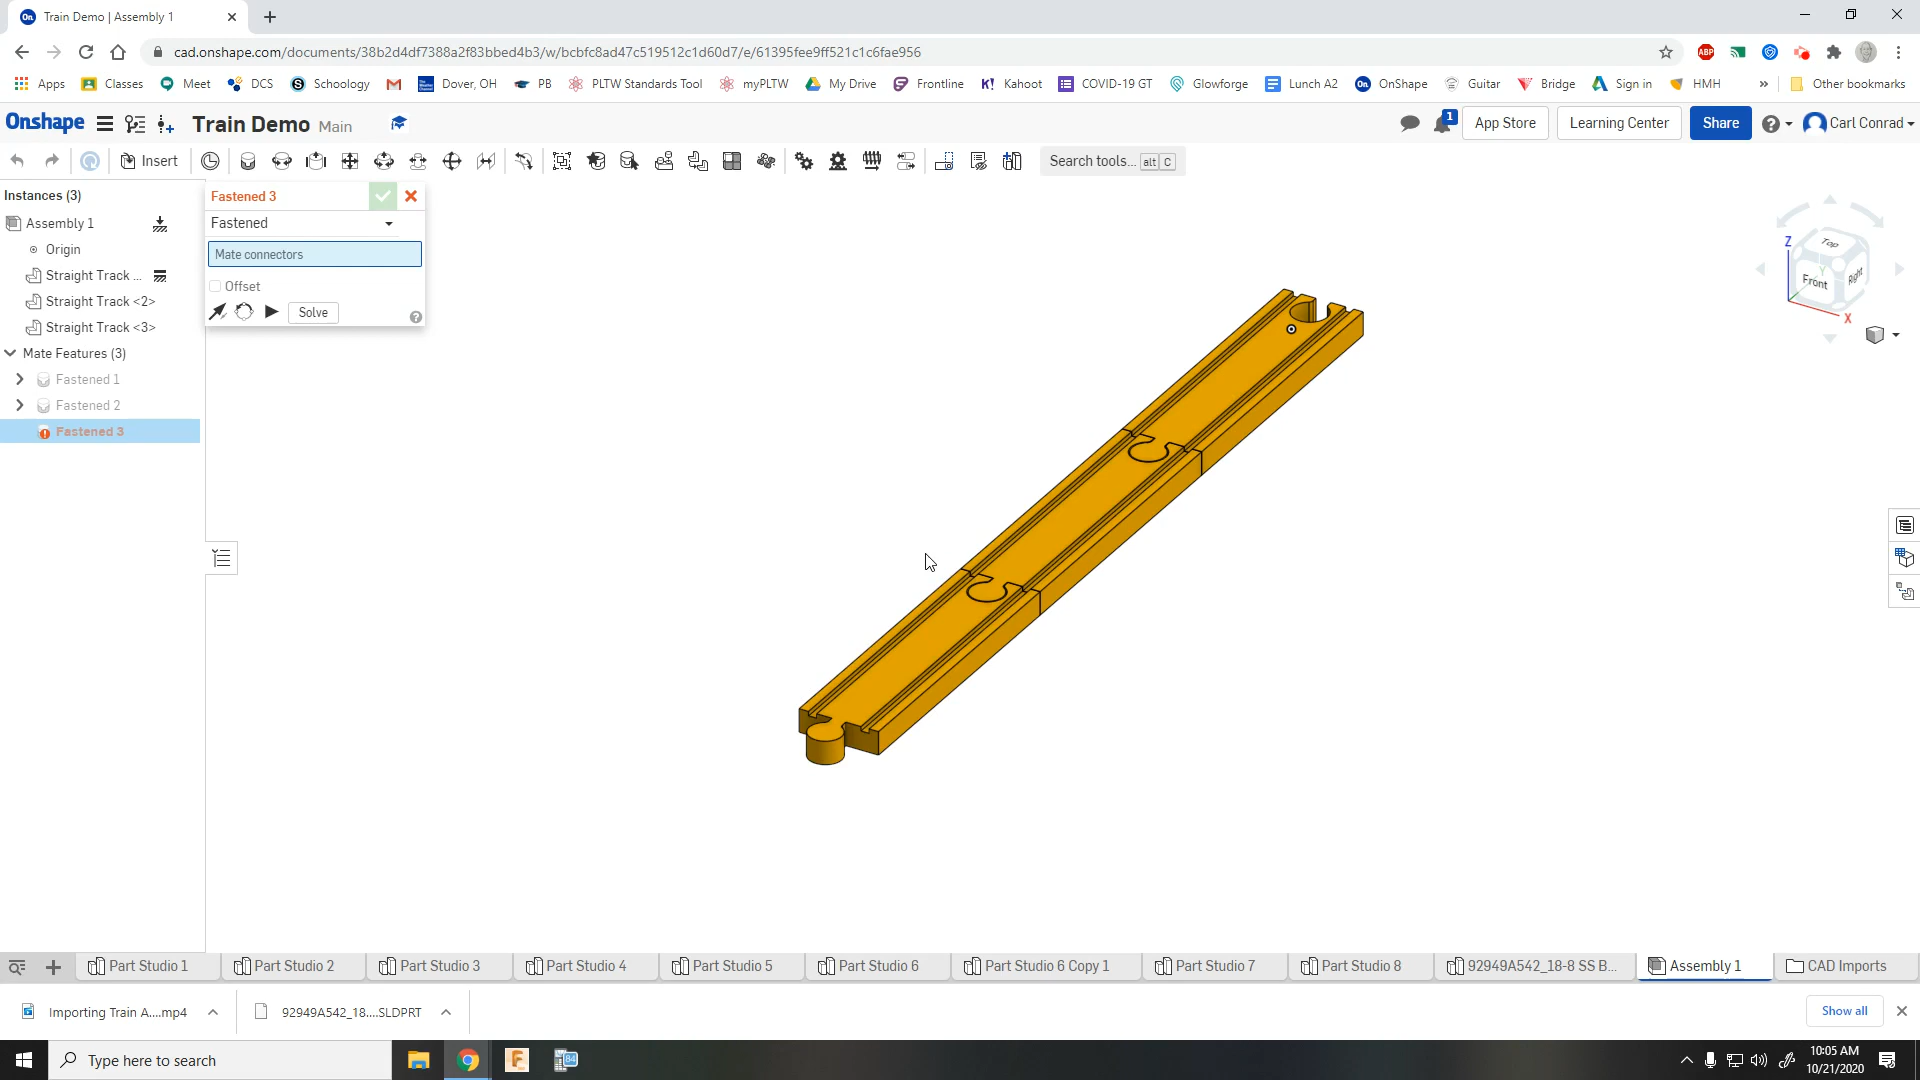 Train Demo | Assembly 1
cad.onshape.com/documents/38b2d4df7388a2f83bbed4b3/w/bcbfc8ad47c519512c1d60d7/e/61395fee9ff521c1c6fae956
ABP
Apps Classes Meet DCS Schoology Dover, OH PB PLTW Standards Tool myPLTW My Drive Frontline Kahoot COVID-19 GT Glowforge Lunch A2 OnShape Guitar Bridge Sign in HMH » Other bookmarks
Onshape Train Demo Main 1 App Store Learning Center Share Carl Conrad
Insert Search tools... alt C
Instances (3)
Assembly 1
Origin
Straight Track ...
Straight Track <2>
Straight Track <3>
Mate Features (3)
Fastened 1
Fastened 2
Fastened 3
Fastened 3
Fastened
Mate connectors
Offset
Solve
Z
Top
Y
Front
Right
X
Part Studio 1 Part Studio 2 Part Studio 3 Part Studio 4 Part Studio 5 Part Studio 6 Part Studio 6 Copy 1 Part Studio 7 Part Studio 8 92949A542_18-8 SS B... Assembly 1 CAD Imports
Importing Train A....mp4 92949A542_18....SLDPRT Show all
Type here to search 84
10:05 AM
10/21/2020